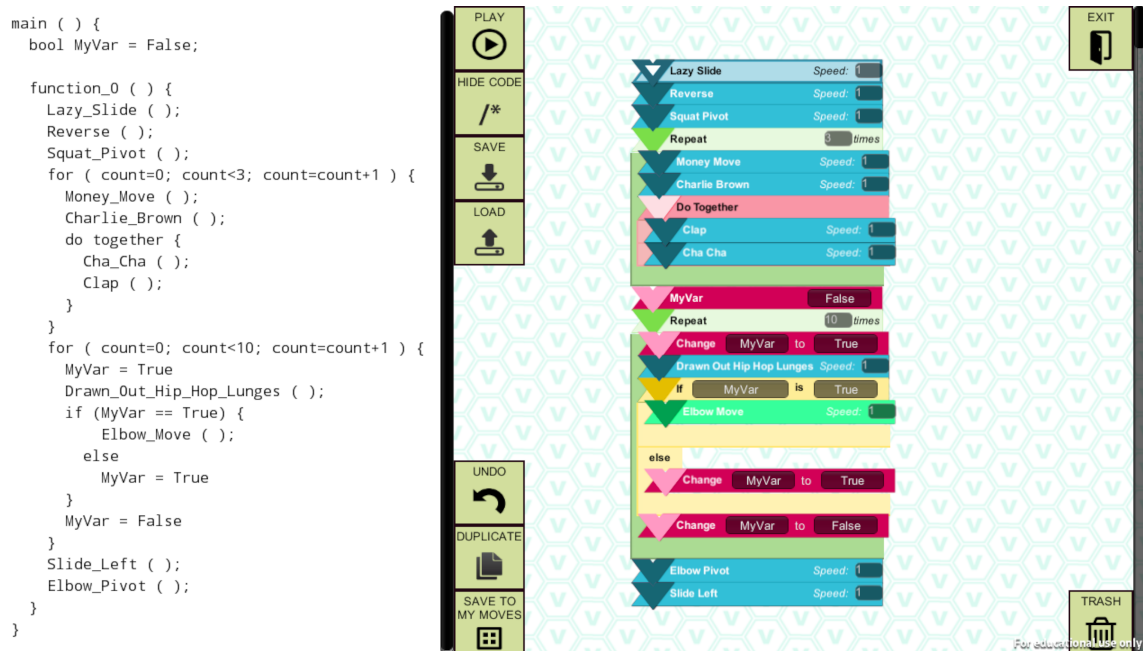 main ( ) {
bool MyVar = False;
function_0 ( ) {
Lazy_Slide ( );
Reverse ( );
Squat_Pivot ( );
for ( count=0; count<3; count=count+1 ) {
Money_Move ( );
Charlie_Brown ( );
do together {
Cha_Cha ( );
Clap ( );
}
}
for ( count=0; count<10; count=count+1 ) {
MyVar = True
Drawn_Out_Hip_Hop_Lunges ( );
if (MyVar == True) {
Elbow_Move ( );
else
MyVar = True
}
MyVar = False
}
Slide_Left ( );
Elbow_Pivot ( );
}
}
PLAY
HIDE CODE
/*
SAVE
LOAD
UNDO
DUPLICATE
SAVE TO
MY MOVES
Lazy Slide Speed: 1
Reverse Speed: 1
Squat Pivot Speed: 1
Repeat 3 times
Money Move Speed: 1
Charlie Brown Speed: 1
Do Together
Clap Speed: 1
Cha Cha Speed: 1
MyVar False
Repeat 10 times
Change MyVar to True
Drawn Out Hip Hop Lunges Speed: 1
If MyVar is True
Elbow Move Speed: 1
else
Change MyVar to True
Change MyVar to False
Elbow Pivot Speed: 1
Slide Left Speed: 1
EXIT
TRASH
For educational use only